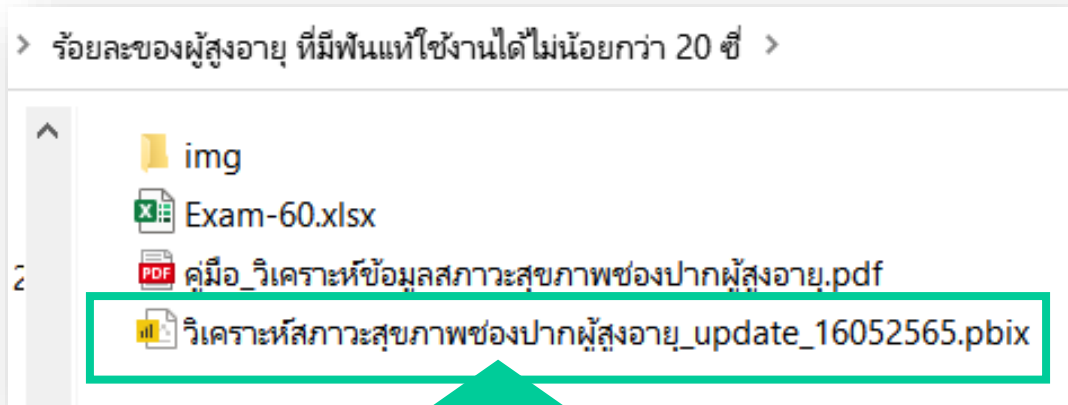 > ร้อยละของผู้สูงอายุ ที่มีฟันแท้ใช้งานได้ไม่น้อยกว่า 20 ซี่ >
img
Exam-60.xlsx
2 PDF คู่มือ_วิเคราะห์ข้อมูลสภาวะสุขภาพช่องปากผู้สูงอายุ.pdf
วิเคราะห์สภาวะสุขภาพช่องปากผู้สูงอายุ_update_16052565.pbix